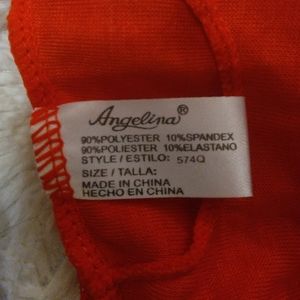 Angelina®
90%POLYESTER 10%SPANDEX
90%POLIESTER 10%ELASTANO
STYLE / ESTILO: 574Q
SIZE / TALLA:
MADE IN CHINA
HECHO EN CHINA